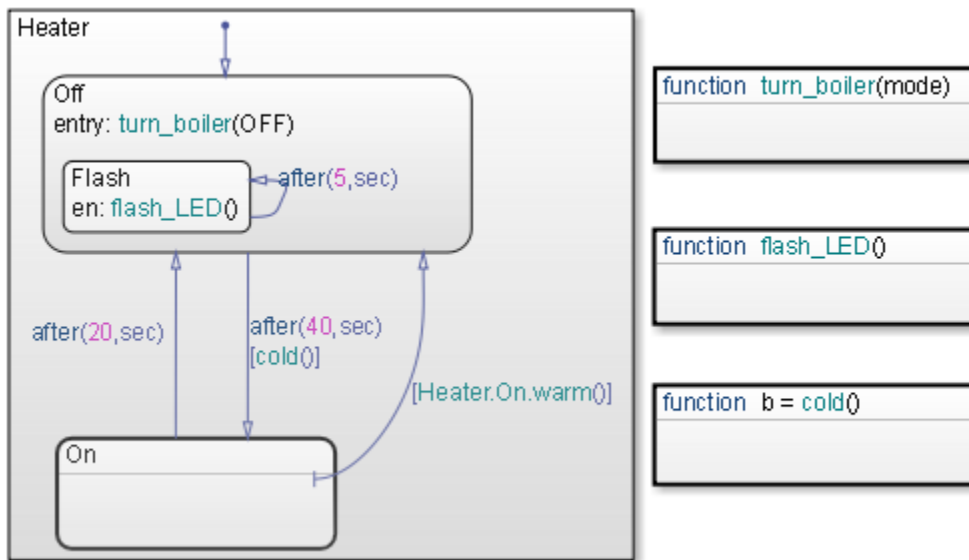 Heater
Off
entry: turn_boiler(OFF)
Flash
en: flash_LED()
after(5,sec)
after(20,sec)
after(40,sec)
[cold()]
[Heater.On.warm()]
On
function turn_boiler(mode)
function flash_LED()
function b = cold()